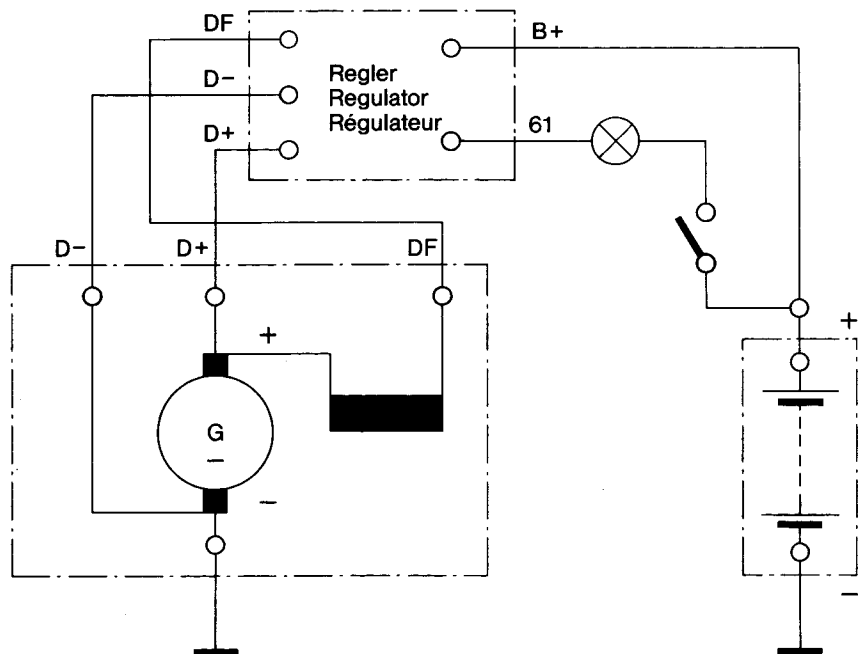 DF
B+
D-
Regler
Regulator
Régulateur
D+
61
D- D+ DF
+
+
G
-
-
-